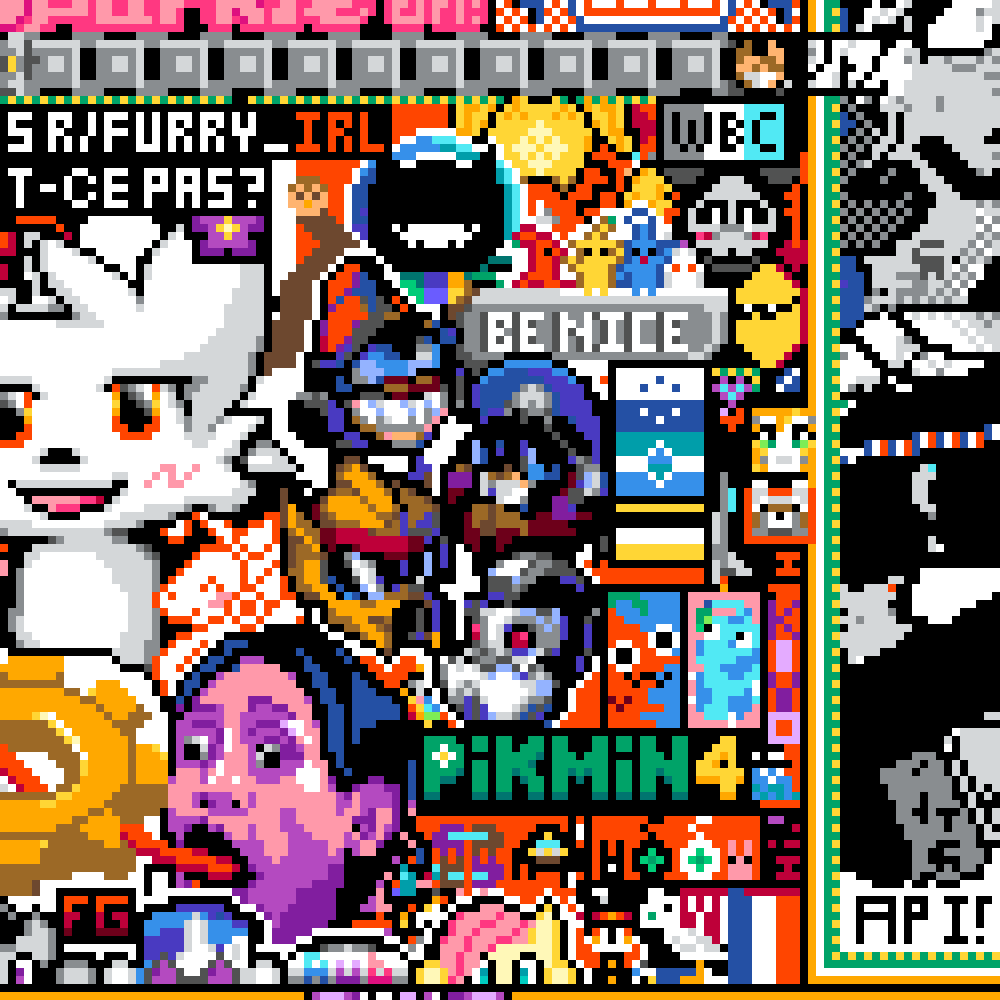 S R/FURRY_IRL
WBC
T-CE PAS?
BE NICE
PiKMiN 4
FG
API!